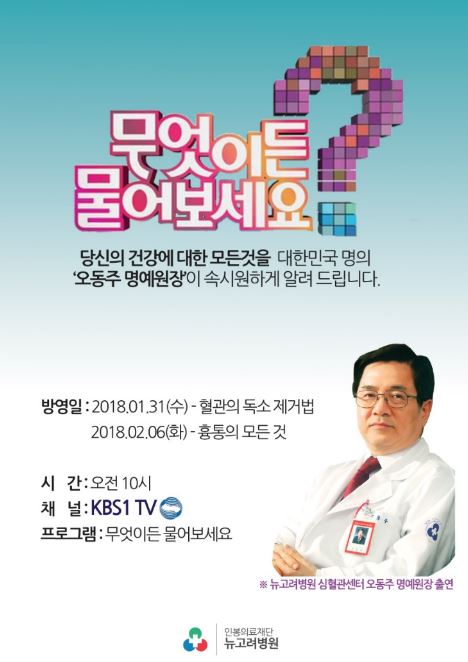 무엇이든
물어보세요?
당신의 건강에 대한 모든것을 대한민국 명의
'오동주 명예원장'이 속시원하게 알려 드립니다.
방영일 : 2018.01.31(수) - 혈관의 독소 제거법
2018.02.06(화) - 흉통의 모든 것
시 간 : 오전 10시
채 널 : KBS1 TV
프로그램 : 무엇이든 물어보세요
※ 뉴고려병원 심혈관센터 오동주 명예원장 출연
인봉의료재단
뉴고려병원